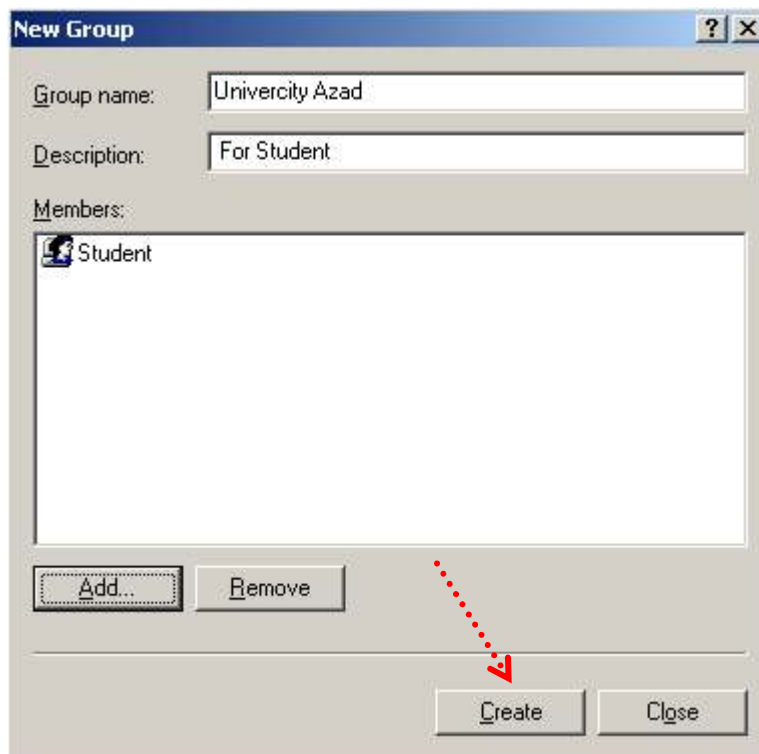 New Group
Group name: Univercity Azad
Description: For Student
Members:
Student
Add... Remove
Create Close